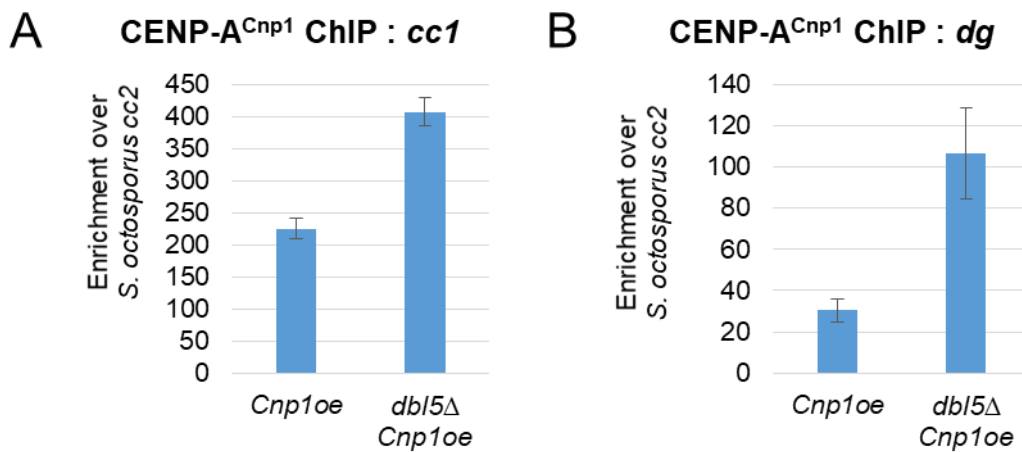 A
CENP-A^Cnp1 ChIP : cc1
Enrichment over
S. octosporus cc2
450
400
350
300
250
200
150
100
50
0
Cnp1oe
dbl5Δ
Cnp1oe
B
CENP-A^Cnp1 ChIP : dg
Enrichment over
S. octosporus cc2
140
120
100
80
60
40
20
0
Cnp1oe
dbl5Δ
Cnp1oe